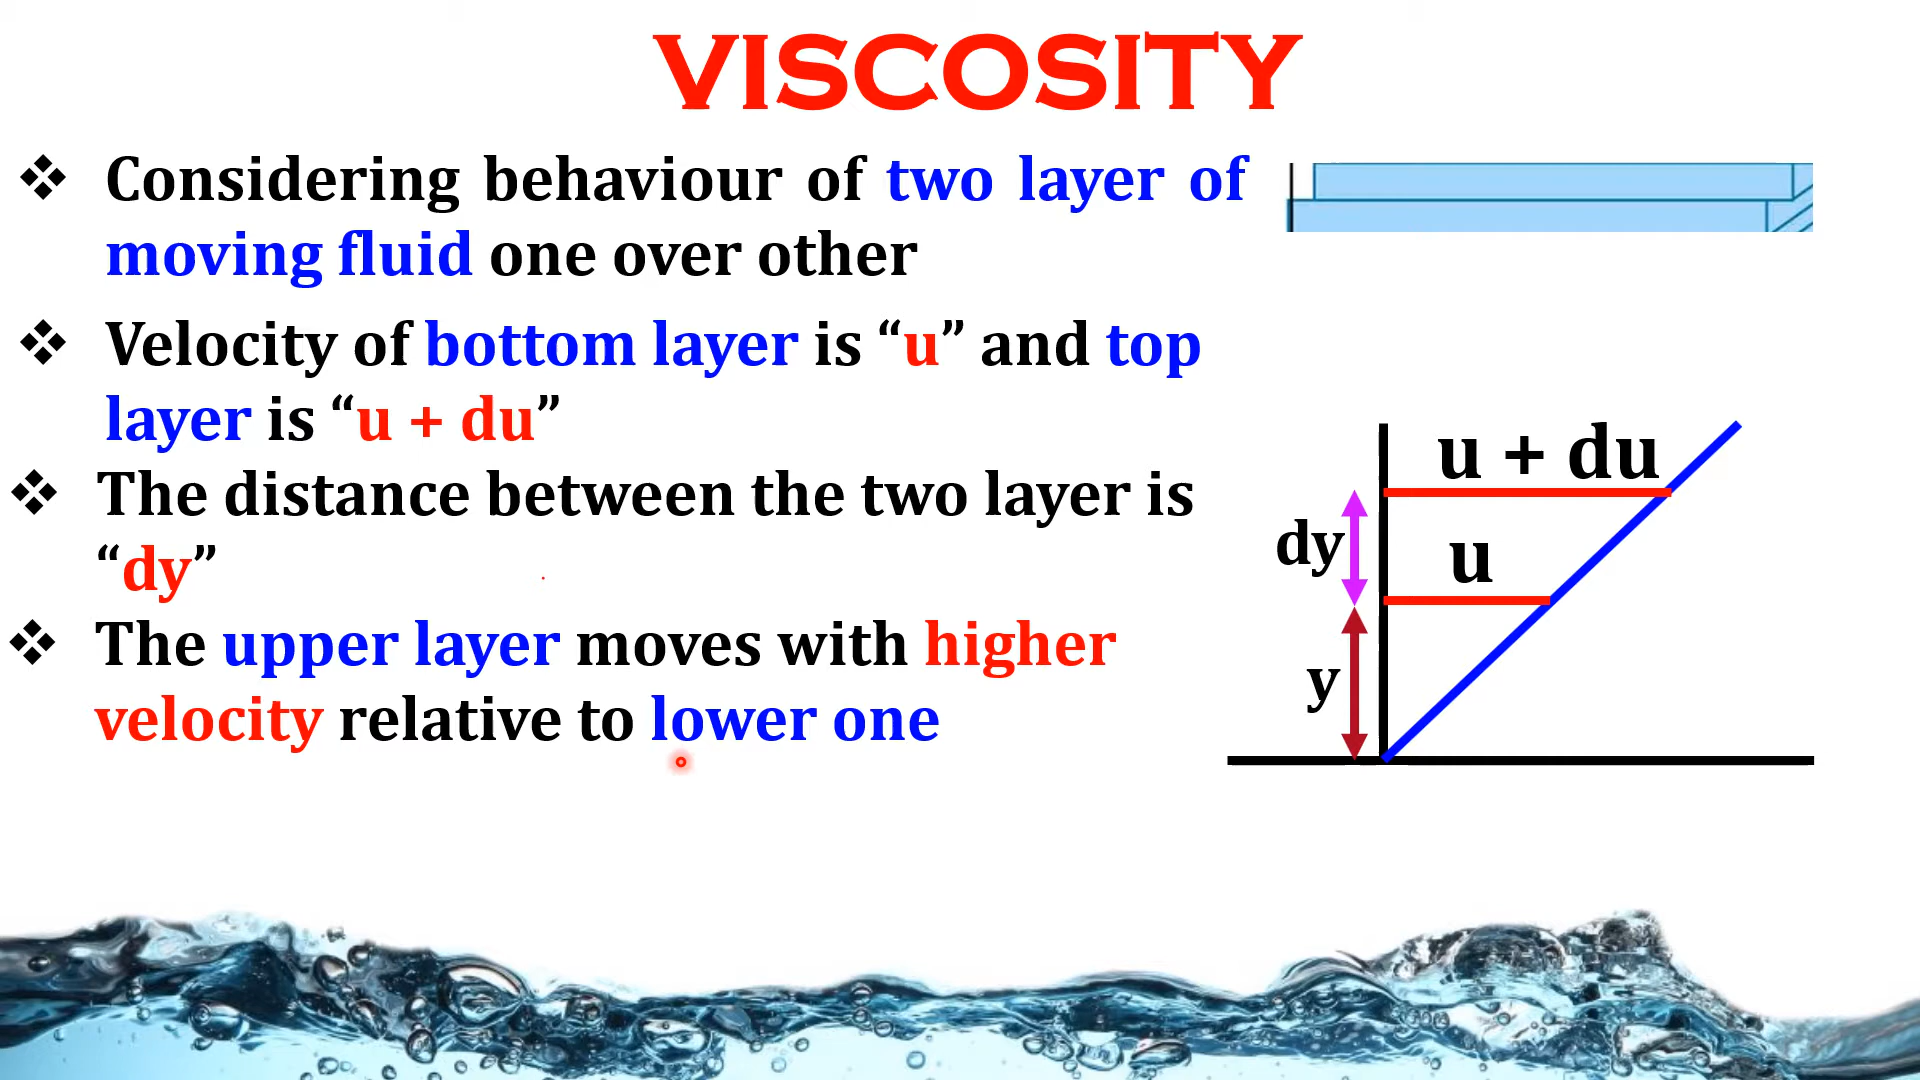 VISCOSITY
❖ Considering behaviour of two layer of
moving fluid one over other
❖ Velocity of bottom layer is “u” and top
layer is “u + du”
❖ The distance between the two layer is
“dy”
❖ The upper layer moves with higher
velocity relative to lower one
u + du
dy
u
y